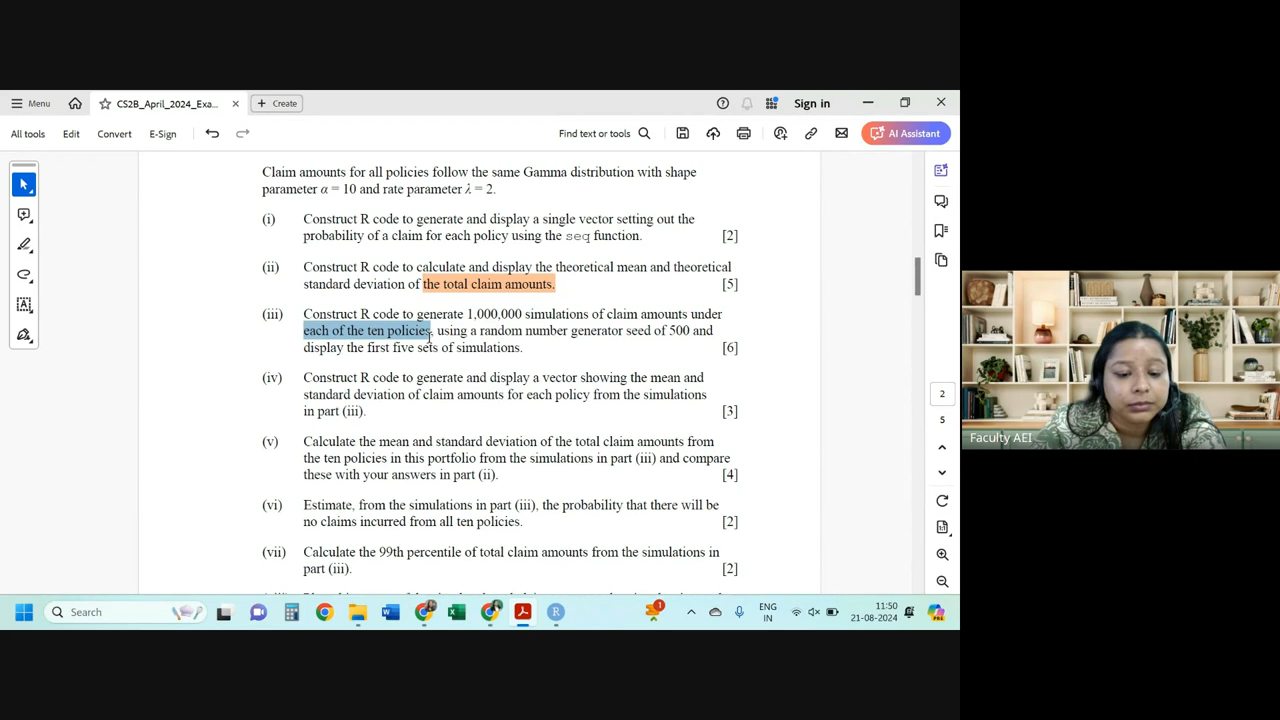 Menu
CS2B_April_2024_Exa...
Create
Sign in
All tools
Edit
Convert
E-Sign
Find text or tools
AI Assistant
Claim amounts for all policies follow the same Gamma distribution with shape
parameter α = 10 and rate parameter λ = 2.
(i) Construct R code to generate and display a single vector setting out the
probability of a claim for each policy using the seq function. [2]
(ii) Construct R code to calculate and display the theoretical mean and theoretical
standard deviation of the total claim amounts. [5]
(iii) Construct R code to generate 1,000,000 simulations of claim amounts under
each of the ten policies, using a random number generator seed of 500 and
display the first five sets of simulations. [6]
(iv) Construct R code to generate and display a vector showing the mean and
standard deviation of claim amounts for each policy from the simulations
in part (iii). [3]
(v) Calculate the mean and standard deviation of the total claim amounts from
the ten policies in this portfolio from the simulations in part (iii) and compare
these with your answers in part (ii). [4]
(vi) Estimate, from the simulations in part (iii), the probability that there will be
no claims incurred from all ten policies. [2]
(vii) Calculate the 99th percentile of total claim amounts from the simulations in
part (iii). [2]
2
5
Faculty AEI
Search
1
ENG
IN
11:50
21-08-2024